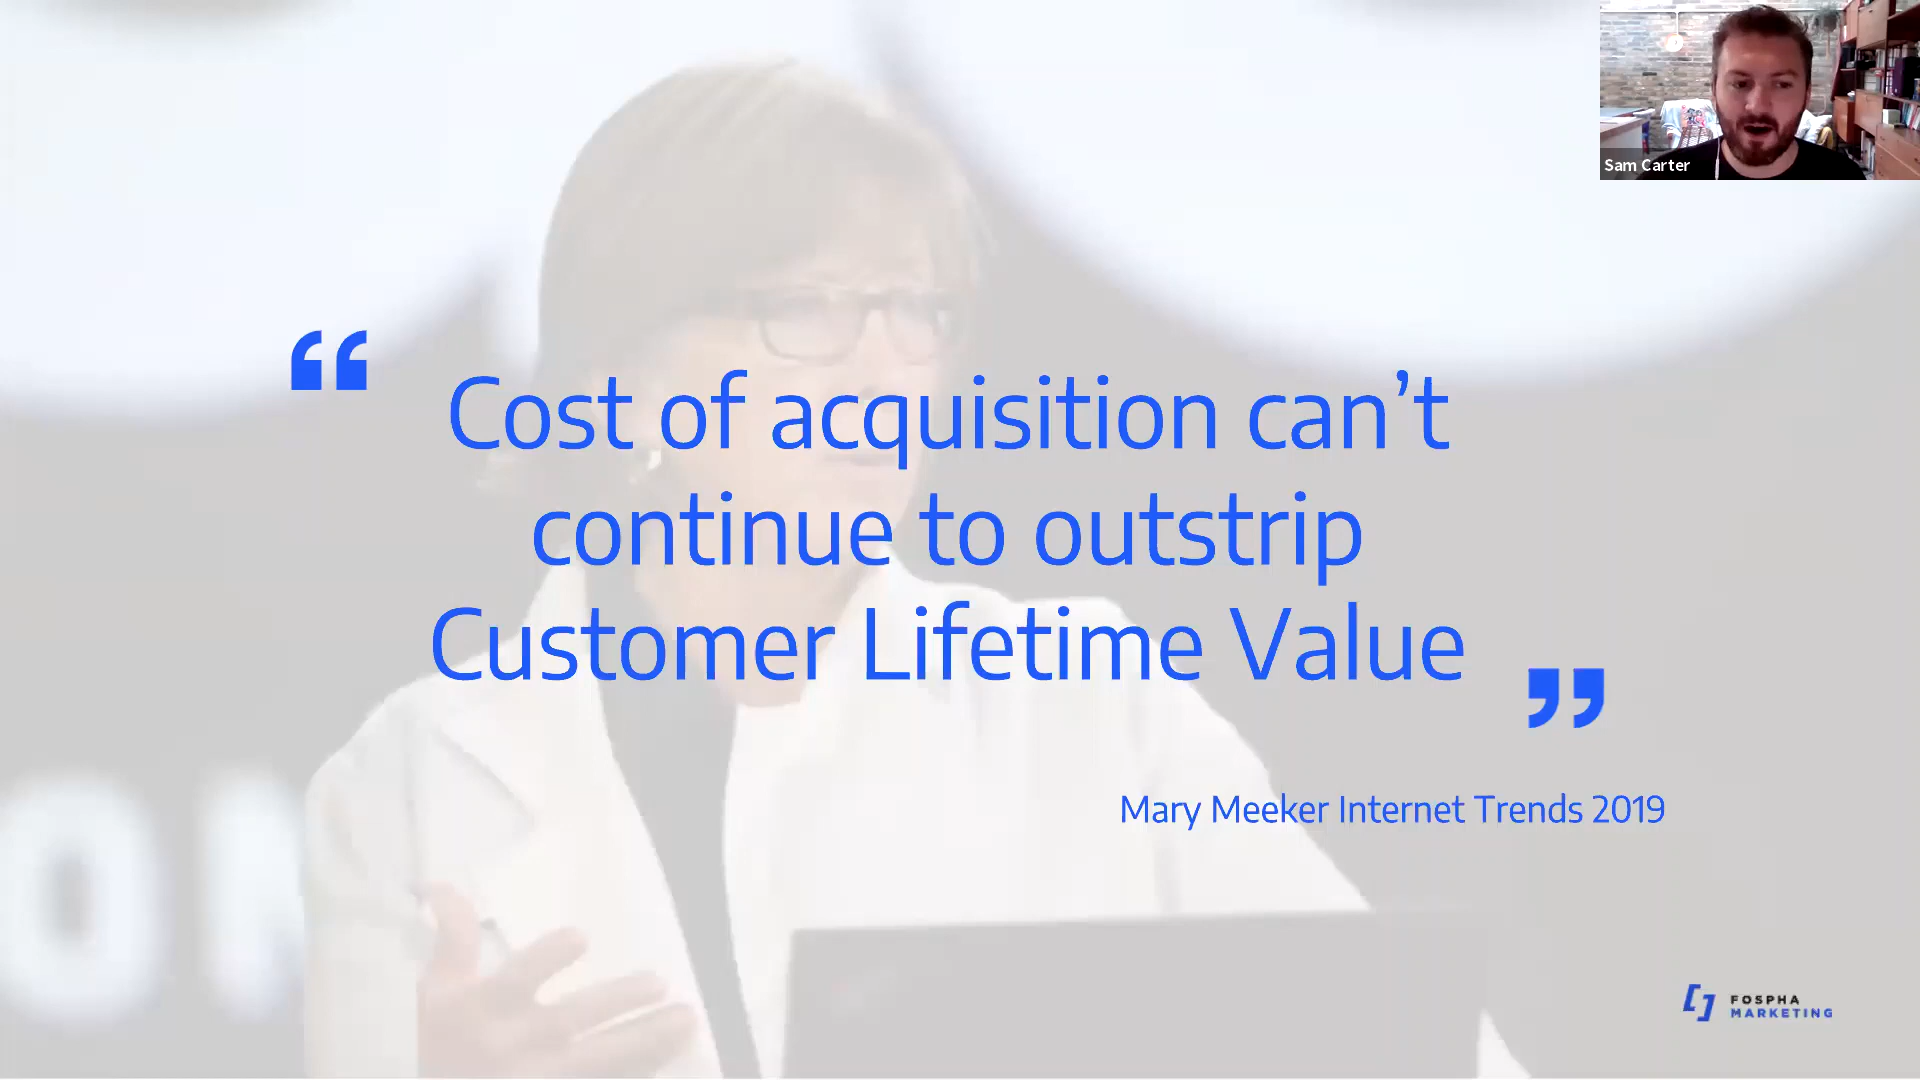 Sam Carter
“
Cost of acquisition can’t
continue to outstrip
Customer Lifetime Value
”
Mary Meeker Internet Trends 2019
FOSPHA
MARKETING
ON